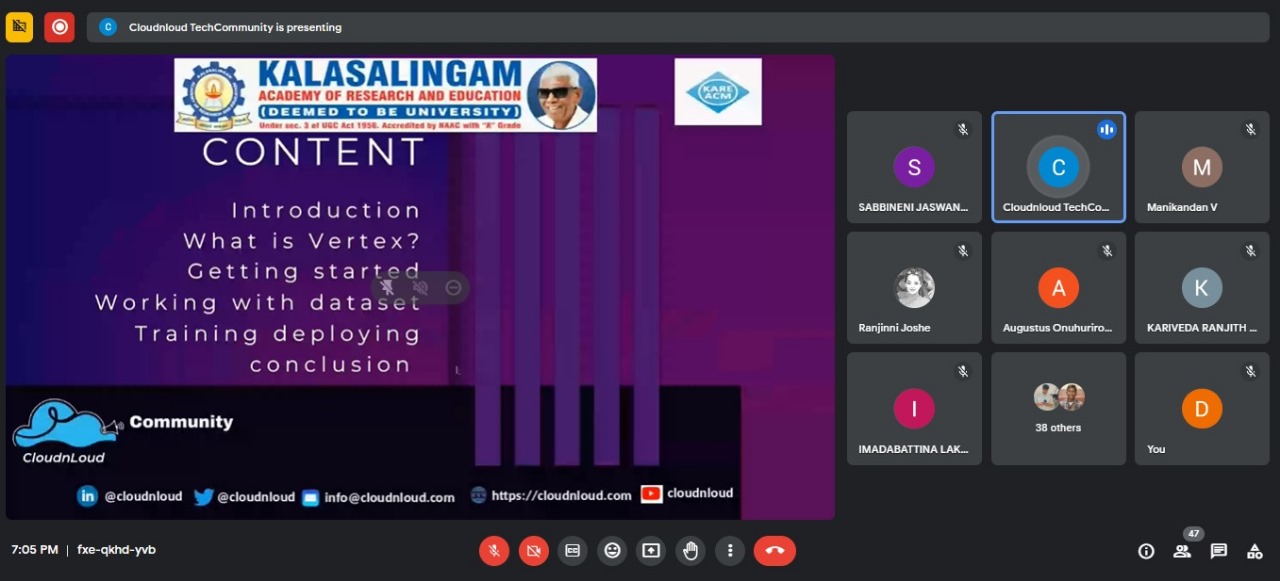 C Cloudnloud TechCommunity is presenting
KALASALINGAM
ACADEMY OF RESEARCH AND EDUCATION
(DEEMED TO BE UNIVERSITY)
Under sec. 3 of UGC Act 1956. Accredited by NAAC with "A" Grade
KARE
ACM
CONTENT
Introduction
What is Vertex?
Getting started
Working with dataset
Training deploying
conclusion
Community
CloudnLoud
in @cloudnloud @cloudnloud info@cloudnloud.com https://cloudnloud.com cloudnloud
S
SABBINENI JASWAN...
C
Cloudnloud TechCo...
M
Manikandan V
Ranjinni Joshe
A
Augustus Onuhuriro...
K
KARIVEDA RANJITH ...
I
IMADABATTINA LAK...
38 others
D
You
7:05 PM | fxe-qkhd-yvb
47